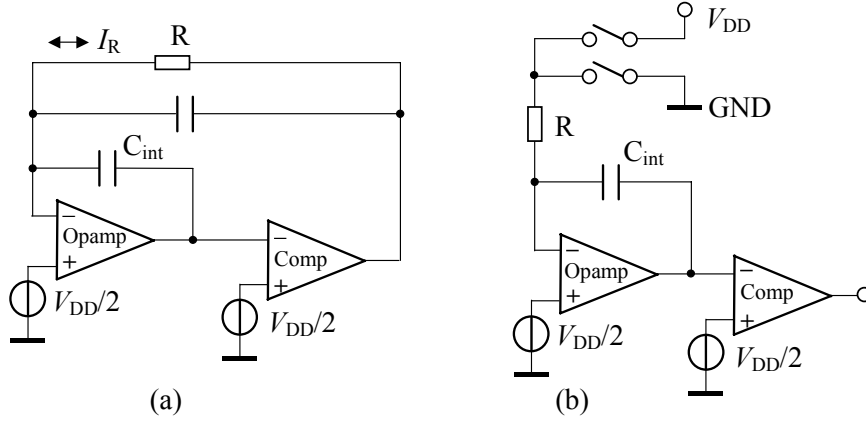 I_R R
C_int
− Opamp +
− Comp +
V_DD/2
V_DD/2
(a)
V_DD
GND
R
C_int
− Opamp +
− Comp +
V_DD/2
V_DD/2
(b)